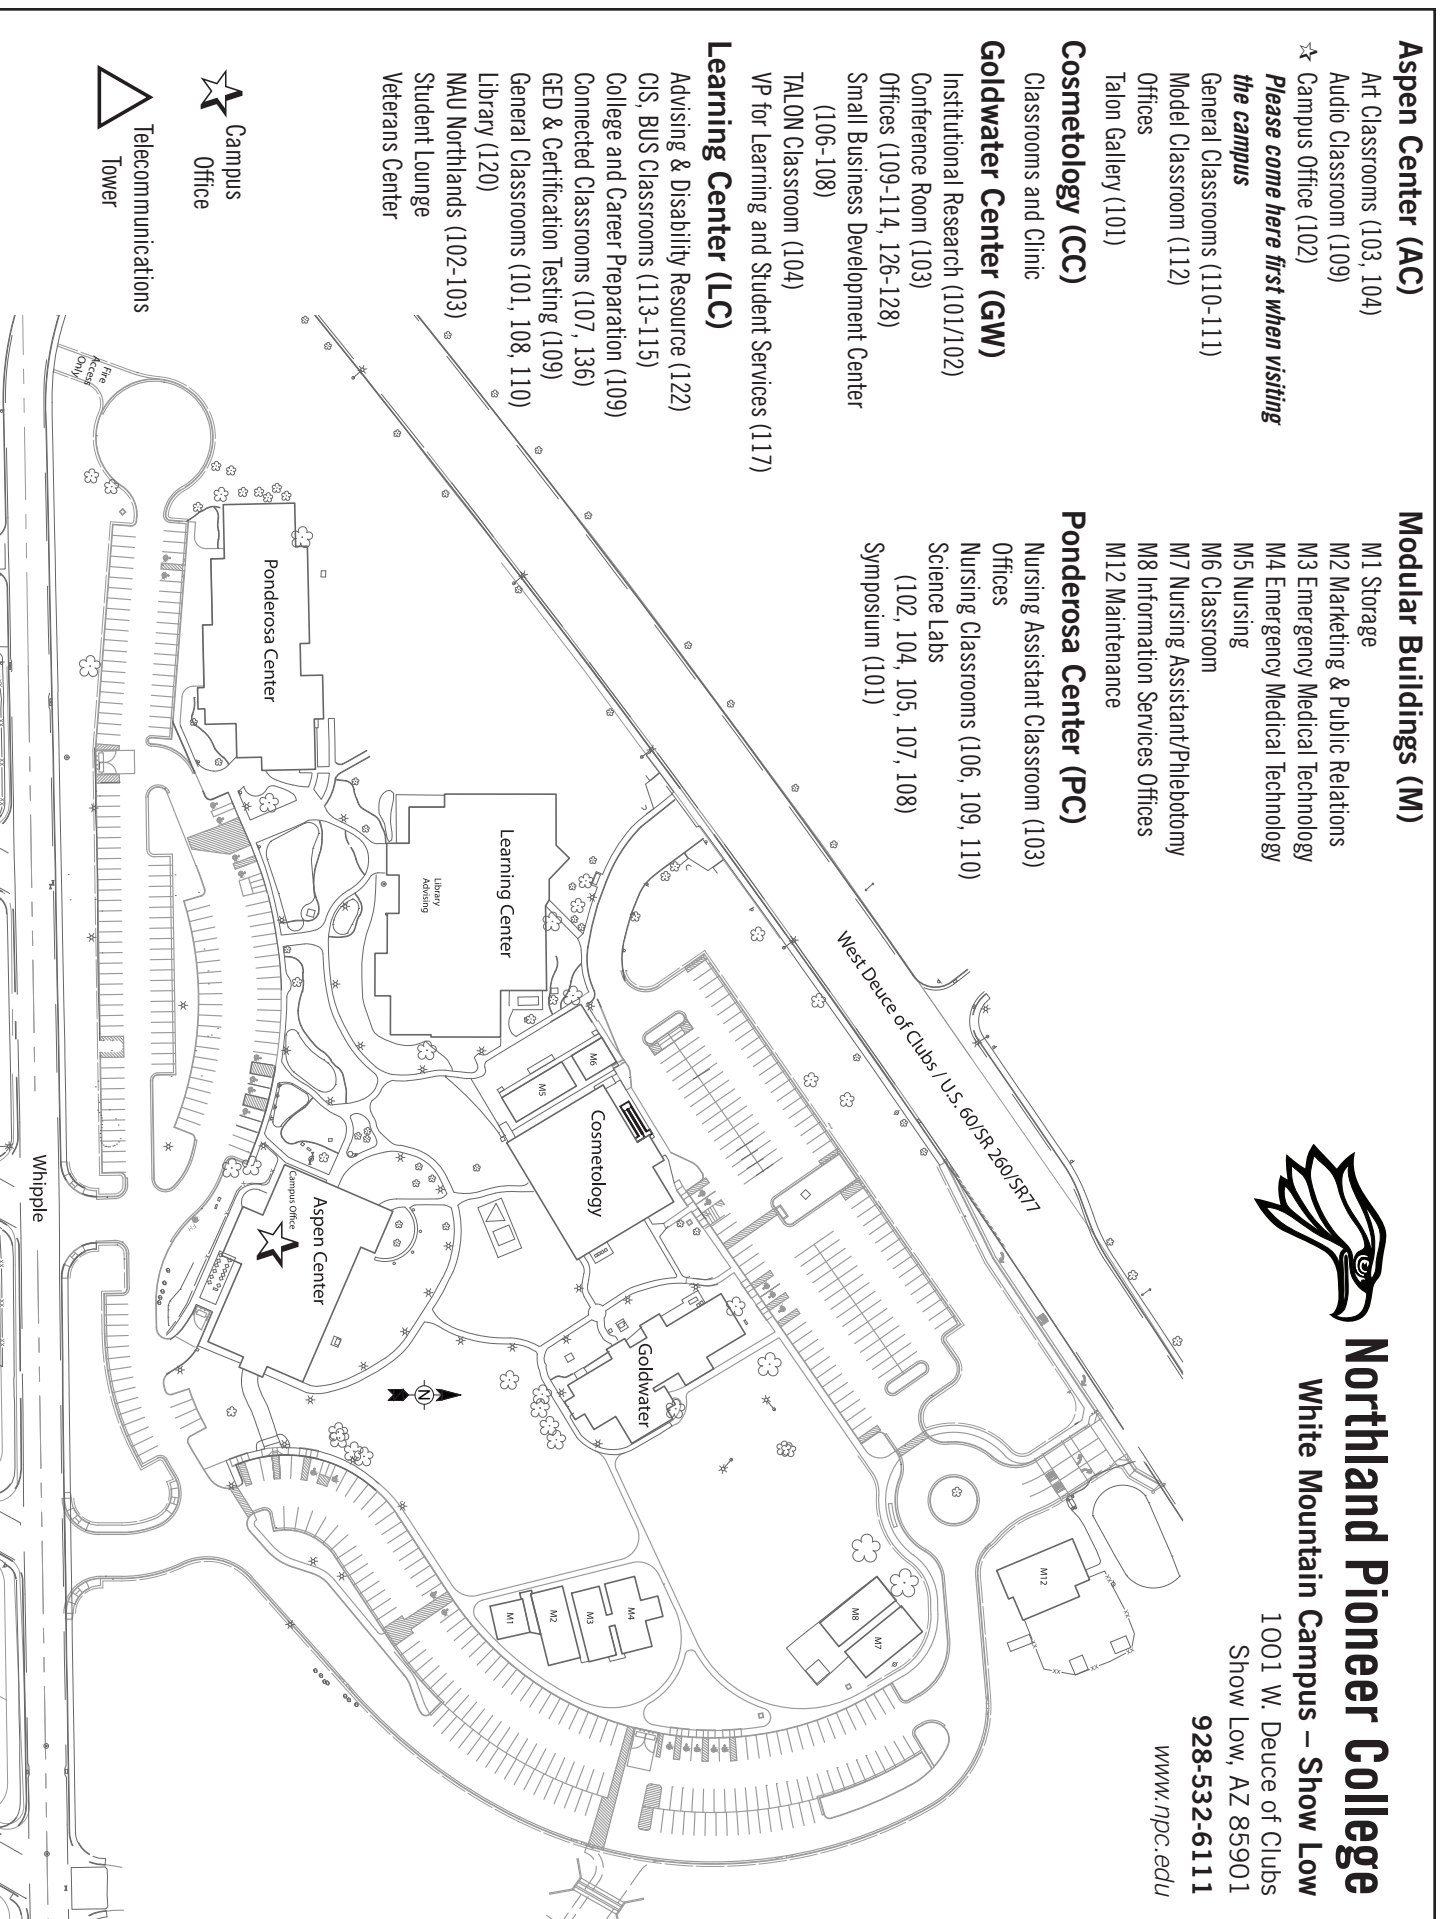 Northland Pioneer College
White Mountain Campus – Show Low
1001 W. Deuce of Clubs
Show Low, AZ 85901
928-532-6111
www.npc.edu
Aspen Center (AC)
Art Classrooms (103, 104)
Audio Classroom (109)
Campus Office (102)
Please come here first when visiting
the campus
General Classrooms (110-111)
Model Classroom (112)
Offices
Talon Gallery (101)
Cosmetology (CC)
Classrooms and Clinic
Goldwater Center (GW)
Institutional Research (101/102)
Conference Room (103)
Offices (109-114, 126-128)
Small Business Development Center
(106-108)
TALON Classroom (104)
VP for Learning and Student Services (117)
Learning Center (LC)
Advising & Disability Resource (122)
CIS, BUS Classrooms (113-115)
College and Career Preparation (109)
Connected Classrooms (107, 136)
GED & Certification Testing (109)
General Classrooms (101, 108, 110)
Library (120)
NAU Northlands (102-103)
Student Lounge
Veterans Center
Modular Buildings (M)
M1 Storage
M2 Marketing & Public Relations
M3 Emergency Medical Technology
M4 Emergency Medical Technology
M5 Nursing
M6 Classroom
M7 Nursing Assistant/Phlebotomy
M8 Information Services Offices
M12 Maintenance
Ponderosa Center (PC)
Nursing Assistant Classroom (103)
Offices
Nursing Classrooms (106, 109, 110)
Science Labs
(102, 104, 105, 107, 108)
Symposium (101)
Campus
Office
Telecommunications
Tower
West Deuce of Clubs / U.S. 60/SR 260/SR77
Fire
Access
Only
Ponderosa Center
Learning Center
Library
Advising
M6
M5
Cosmetology
Aspen Center
Campus Office
Goldwater
N
M12
M8
M7
M4
M3
M2
M1
Whipple